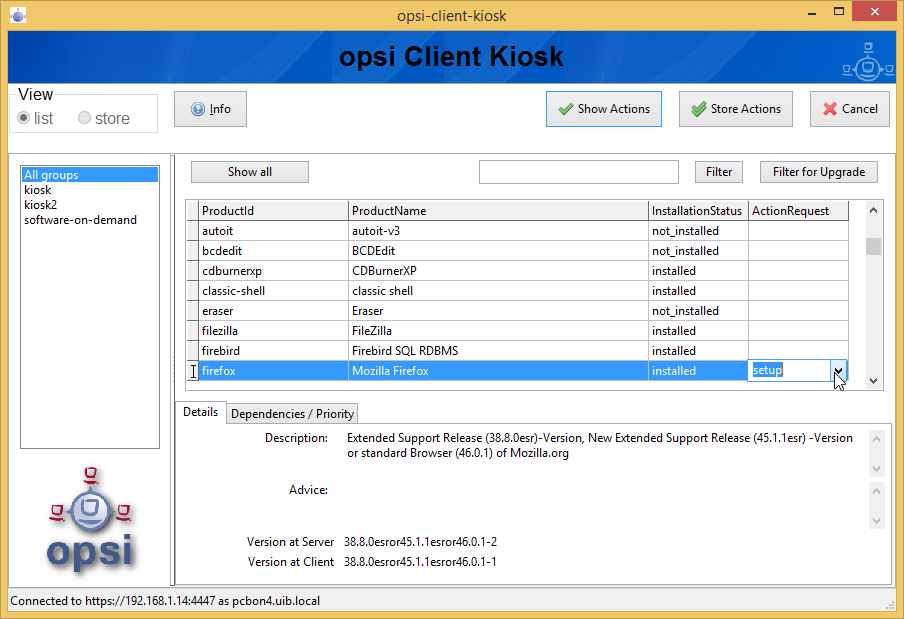 opsi-client-kiosk
opsi Client Kiosk
View
list store
Info
Show Actions
Store Actions
Cancel
All groups
kiosk
kiosk2
software-on-demand
Show all
Filter
Filter for Upgrade
ProductId ProductName InstallationStatus ActionRequest
autoit autoit-v3 not_installed
bcdedit BCDEdit not_installed
cdburnerxp CDBurnerXP installed
classic-shell classic shell installed
eraser Eraser not_installed
filezilla FileZilla installed
firebird Firebird SQL RDBMS installed
firefox Mozilla Firefox installed setup
Details Dependencies / Priority
Description: Extended Support Release (38.8.0esr)-Version, New Extended Support Release (45.1.1esr) -Version
or standard Browser (46.0.1) of Mozilla.org
Advice:
Version at Server 38.8.0esror45.1.1esror46.0.1-2
Version at Client 38.8.0esror45.1.1esror46.0.1-1
opsi
Connected to https://192.168.1.14:4447 as pcbon4.uib.local